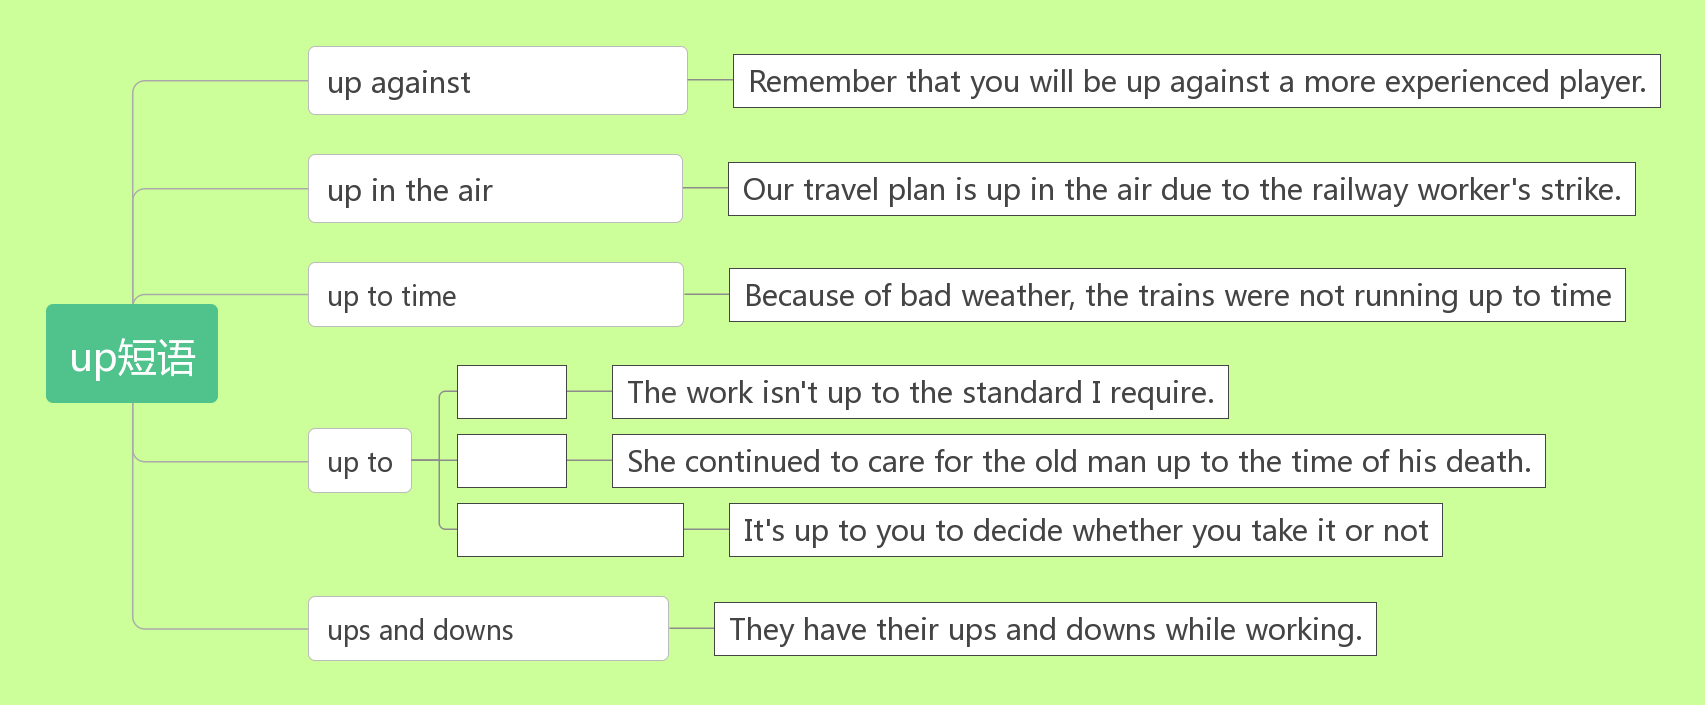 up against
Remember that you will be up against a more experienced player.
up in the air
Our travel plan is up in the air due to the railway worker's strike.
up to time
Because of bad weather, the trains were not running up to time
up短语
up to
The work isn't up to the standard I require.
She continued to care for the old man up to the time of his death.
It's up to you to decide whether you take it or not
ups and downs
They have their ups and downs while working.